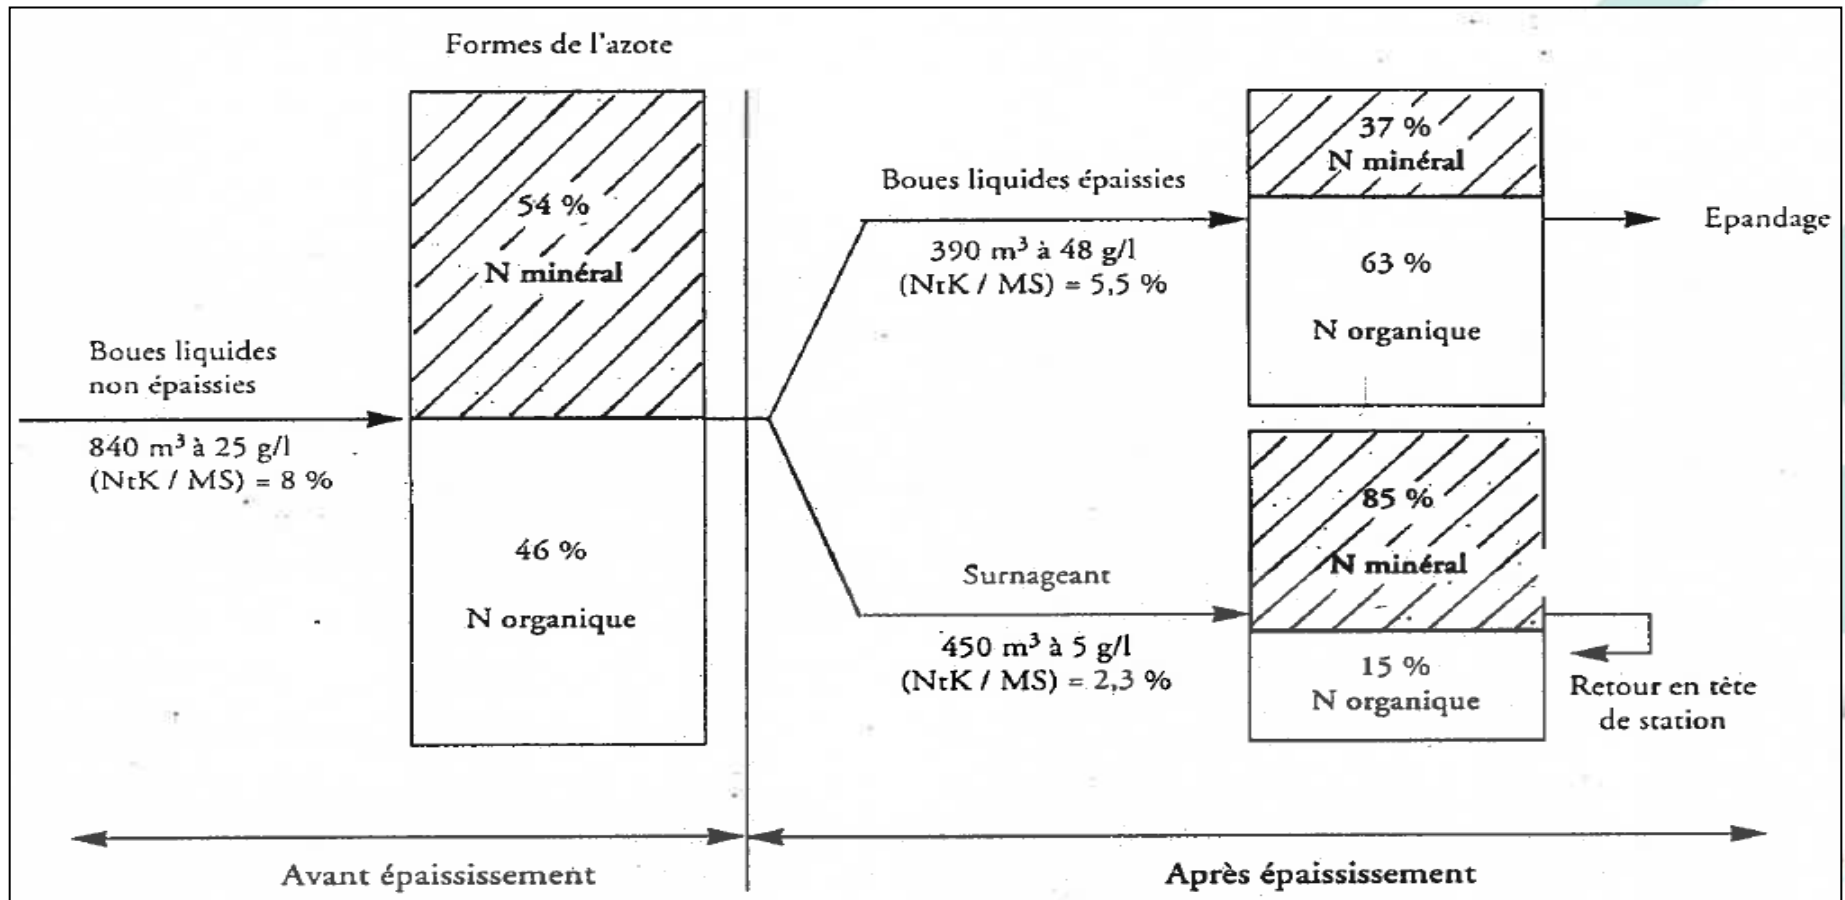 Formes de l'azote
54 %
N minéral
Boues liquides
non épaissies
840 m³ à 25 g/l
(NtK / MS) = 8 %
46 %
N organique
Boues liquides épaissies
390 m³ à 48 g/l
(NtK / MS) = 5,5 %
37 %
N minéral
63 %
N organique
Epandage
Surnageant
450 m³ à 5 g/l
(NtK / MS) = 2,3 %
85 %
N minéral
15 %
N organique
Retour en tête
de station
Avant épaississement
Après épaississement